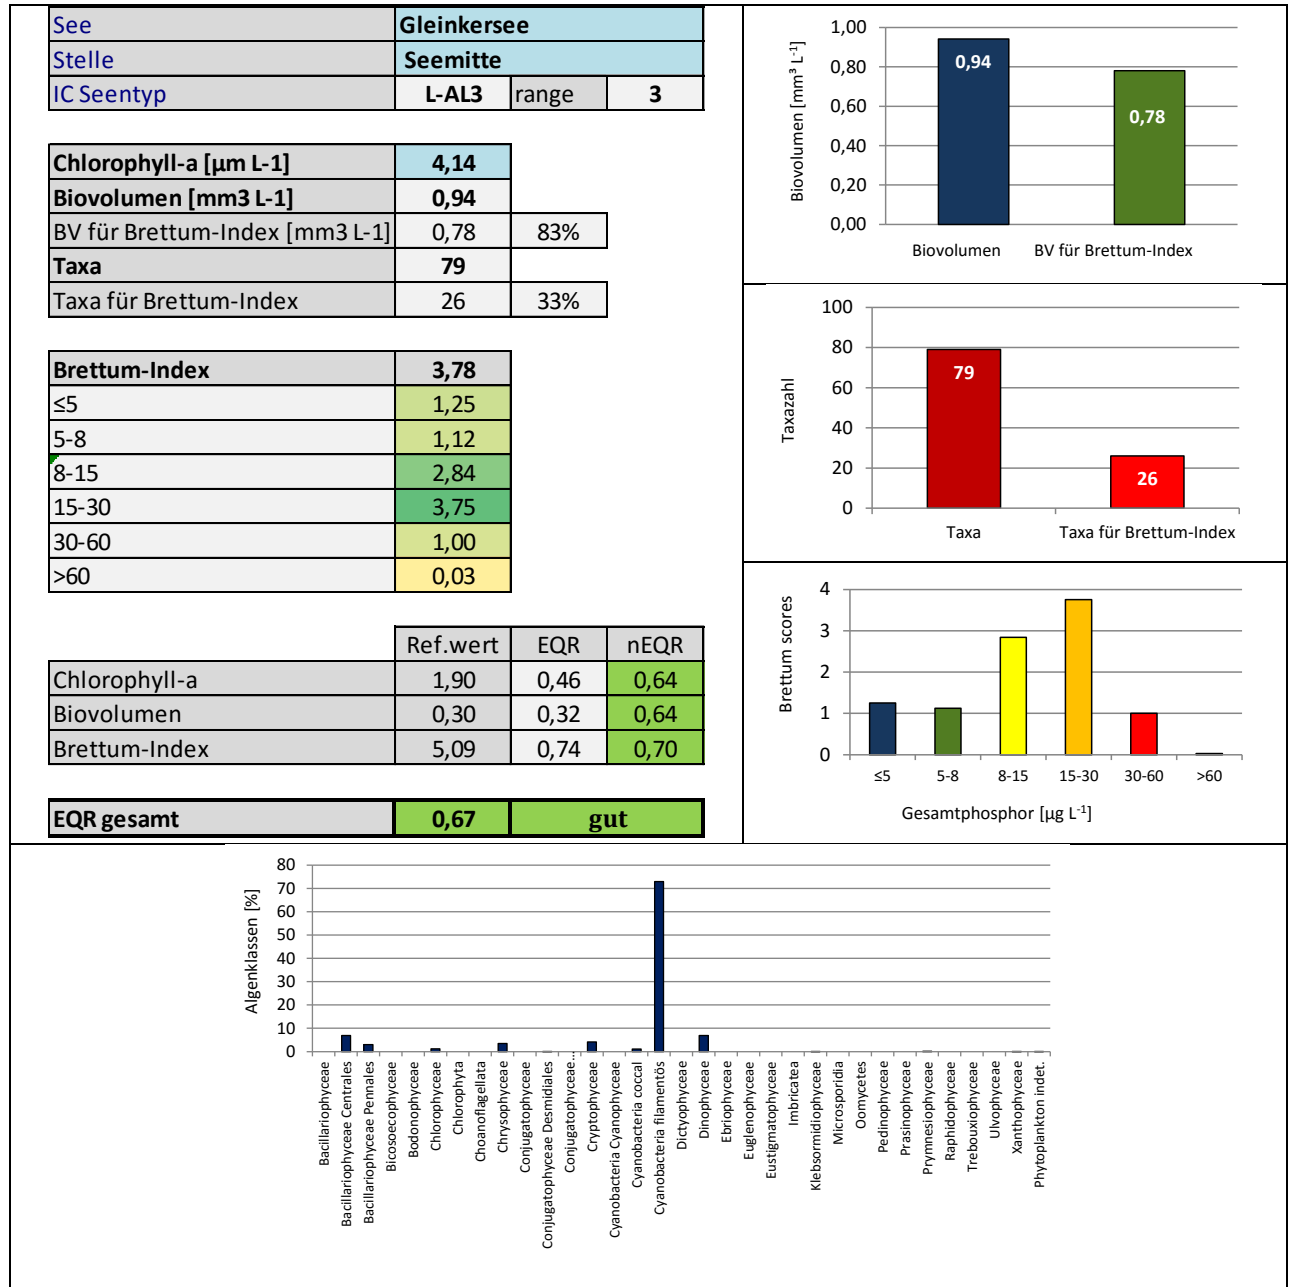 See Gleinkersee
Stelle Seemitte
IC Seentyp L-AL3 range 3
Chlorophyll-a [µm L-1] 4,14
Biovolumen [mm3 L-1] 0,94
BV für Brettum-Index [mm3 L-1] 0,78 83%
Taxa 79
Taxa für Brettum-Index 26 33%
Brettum-Index 3,78
≤5 1,25
5-8 1,12
8-15 2,84
15-30 3,75
30-60 1,00
>60 0,03
Ref.wert EQR nEQR
Chlorophyll-a 1,90 0,46 0,64
Biovolumen 0,30 0,32 0,64
Brettum-Index 5,09 0,74 0,70
EQR gesamt 0,67 gut
Biovolumen [mm³ L-1]
1,00
0,80
0,60
0,40
0,20
0,00
0,94
0,78
Biovolumen BV für Brettum-Index
Taxazahl
100
80
60
40
20
0
79
26
Taxa Taxa für Brettum-Index
Brettum scores
4
3
2
1
0
≤5 5-8 8-15 15-30 30-60 >60
Gesamtphosphor [µg L-1]
Algenklassen [%]
80
70
60
50
40
30
20
10
0
Bacillariophyceae
Bacillariophyceae Centrales
Bacillariophyceae Pennales
Bicosoecophyceae
Bodonophyceae
Chlorophyceae
Chlorophyta
Choanoflagellata
Chrysophyceae
Conjugatophyceae
Conjugatophyceae Desmidiales
Conjugatophyceae…
Cryptophyceae
Cyanobacteria Cyanophyceae
Cyanobacteria coccal
Cyanobacteria filamentös
Dictyophyceae
Dinophyceae
Ebriophyceae
Euglenophyceae
Eustigmatophyceae
Imbricatea
Klebsormidiophyceae
Microsporidia
Oomycetes
Pedinophyceae
Prasinophyceae
Prymnesiophyceae
Raphidophyceae
Trebouxiophyceae
Ulvophyceae
Xanthophyceae
Phytoplankton indet.